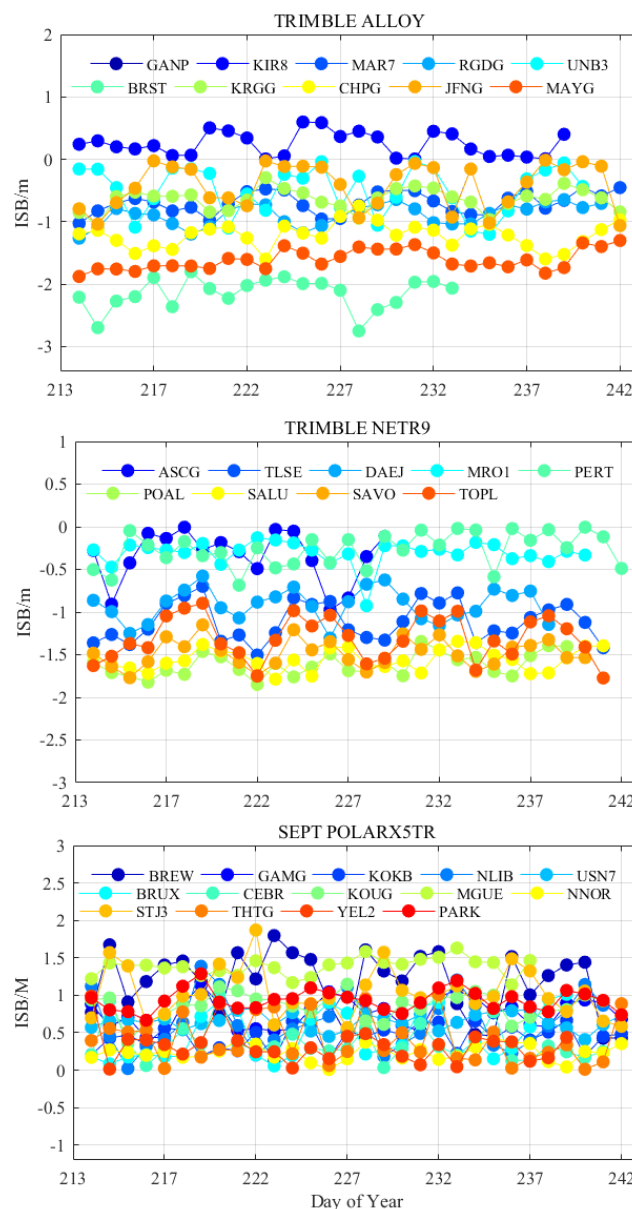 TRIMBLE ALLOY
2
GANP KIR8 MAR7 RGDG UNB3
BRST KRGG CHPG JFNG MAYG
1
0
-1
-2
-3
ISB/m
213 217 222 227 232 237 242
TRIMBLE NETR9
1
ASCG TLSE DAEJ MRO1 PERT
0.5
POAL SALU SAVO TOPL
0
-0.5
-1
-1.5
-2
-2.5
-3
ISB/m
213 217 222 227 232 237 242
SEPT POLARX5TR
3
BREW GAMG KOKB NLIB USN7
2.5
BRUX CEBR KOUG MGUE NNOR
STJ3 THTG YEL2 PARK
2
1.5
1
0.5
0
-0.5
-1
ISB/M
213 217 222 227 232 237 242
Day of Year